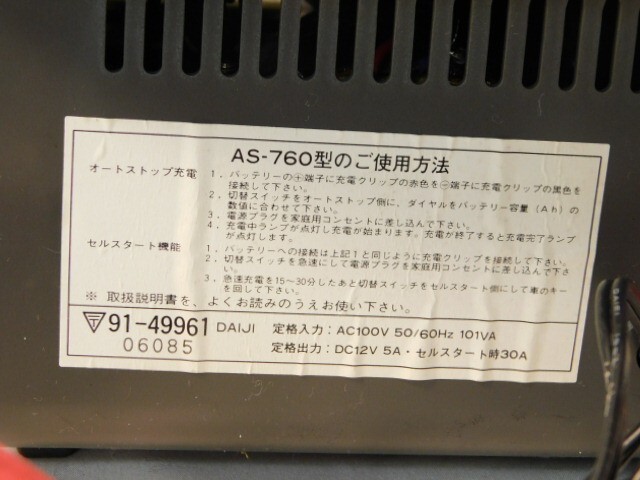 AS-760型のご使用方法
オートストップ充電 1. バッテリーの⊕端子に充電クリップの赤色を⊖端子に充電クリップの黒色を
接続して下さい。
2. 切替スイッチをオートストップ側に、ダイヤルをバッテリー容量(Ah)の
数値に合わせて下さい。
3. 電源プラグを家庭用コンセントに差し込んで下さい。
4. 充電中ランプが点灯し充電が始まります。充電が終了すると充電完了ランプ
が点灯します。
セルスタート機能 1. バッテリーへの接続は上記1と同じように充電クリップを接続して下さい。
2. 切替スイッチを急速にして電源プラグを家庭用コンセントに差し込んで下さ
い。
3. 急速充電を15~30分したあと切替スイッチをセルスタート側にして車のキー
を回して下さい。
※ 取扱説明書を、よくお読みのうえお使い下さい。
〒 91-49961 DAIJI 定格入力:AC100V 50/60Hz 101VA
06085 定格出力:DC12V 5A・セルスタート時30A